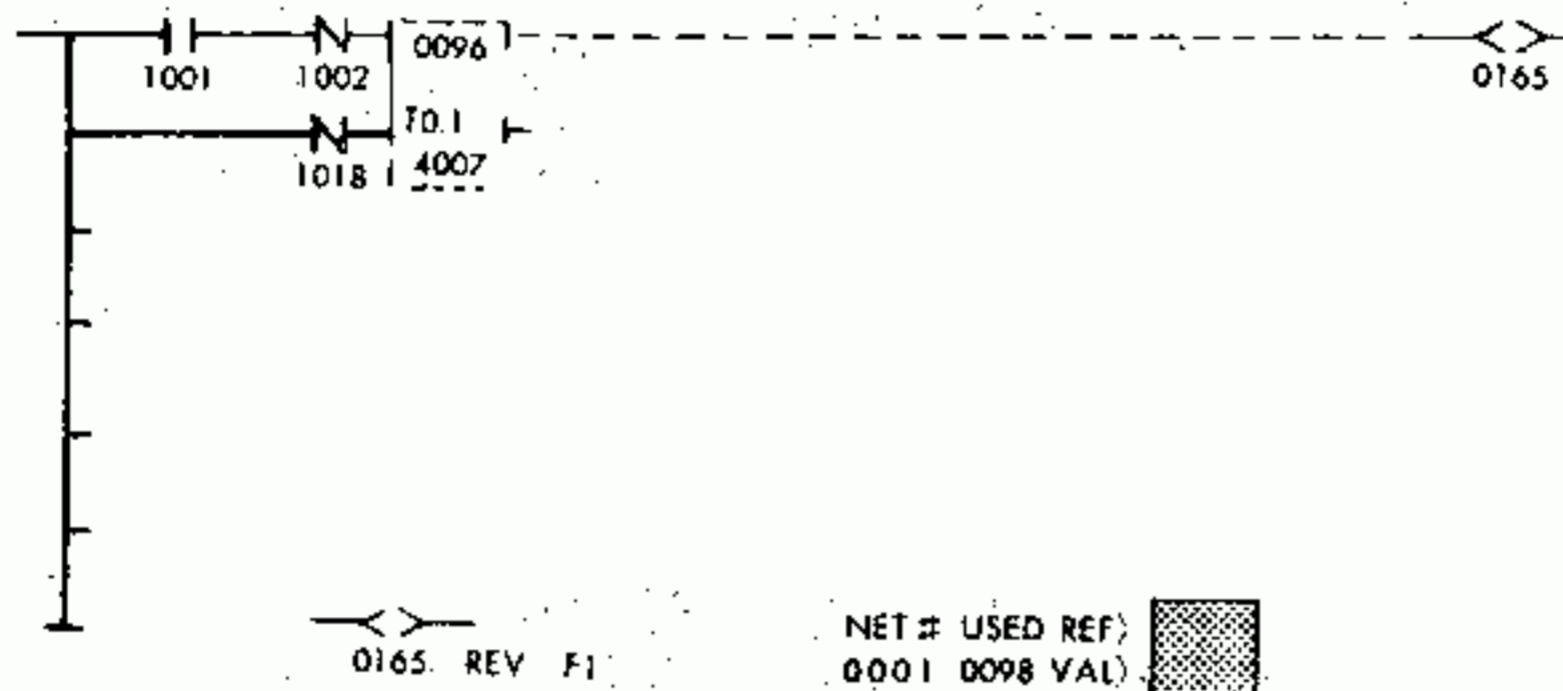 0096
1001 1002 0165
T0.1
1018 4007
NET # USED REF)
0165 REV F1 0001 0098 VAL)